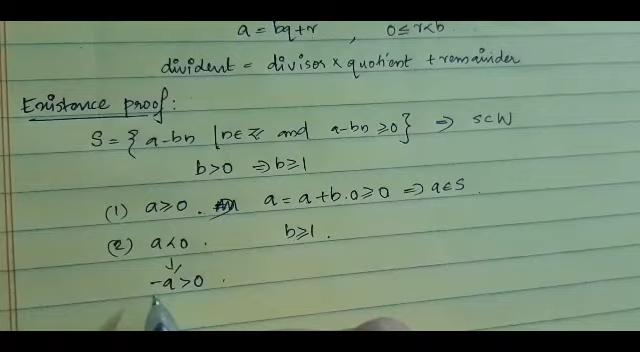 a = bq+r , 0 ≤ r < b
divident = divisor × quotient + remainder
Existance proof :
S = { a-bn | n ∈ Z and a-bn ≥ 0 } ⇒ S⊂W
b>0 ⇒ b≥1
(1) a ≥ 0 . a = a+b.0 ≥ 0 ⇒ a ∈ S
(2) a < 0 . b ≥ 1 .
↓
-a > 0 .